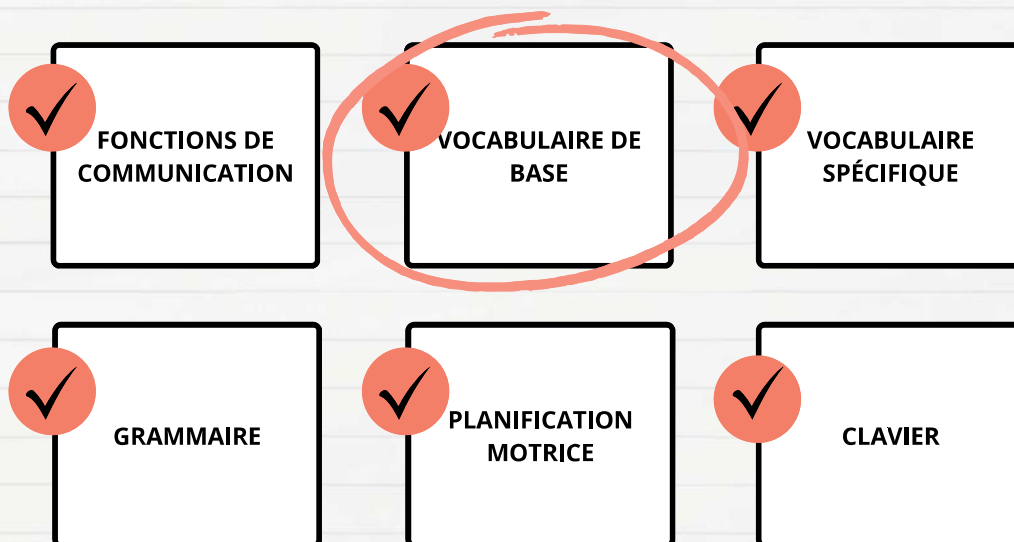 FONCTIONS DE
COMMUNICATION
VOCABULAIRE DE
BASE
VOCABULAIRE
SPÉCIFIQUE
GRAMMAIRE
PLANIFICATION
MOTRICE
CLAVIER